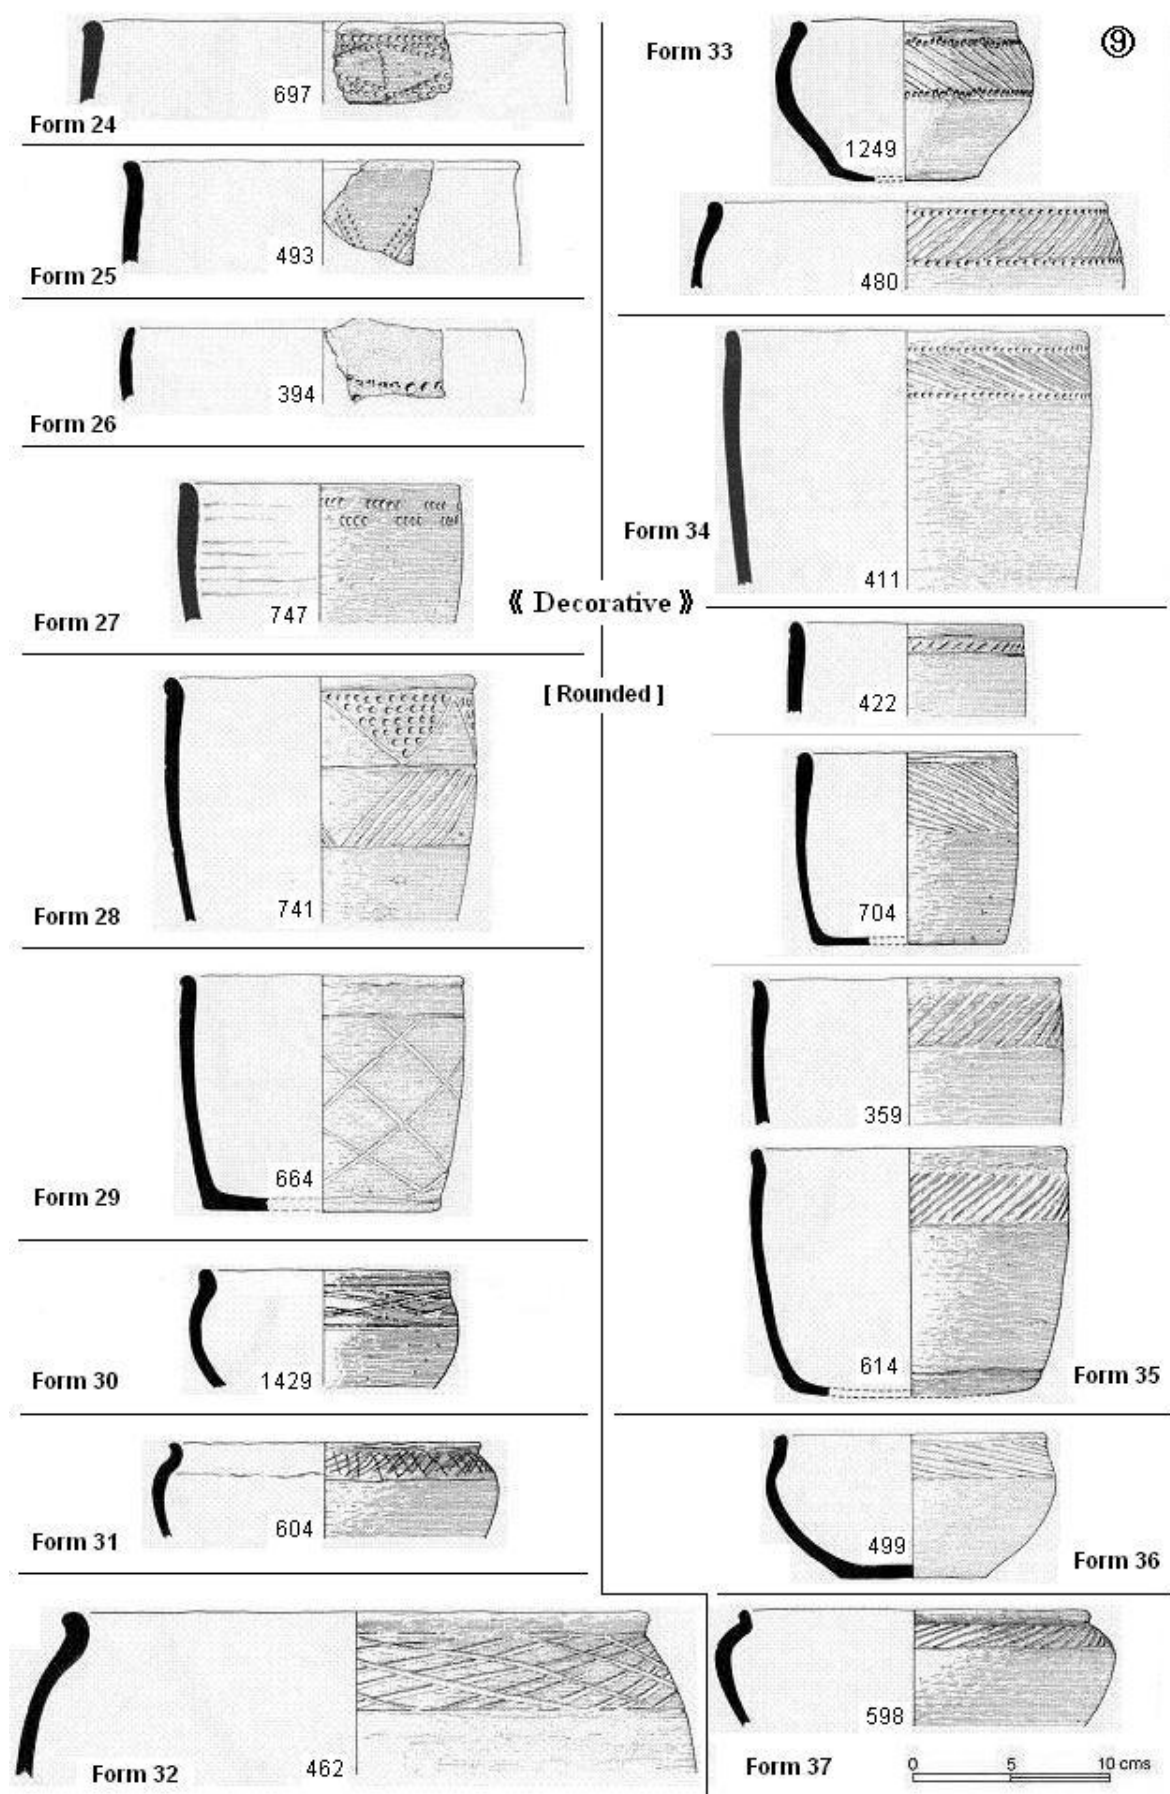 697
Form 24
493
Form 25
394
Form 26
747
Form 27
741
Form 28
664
Form 29
1429
Form 30
604
Form 31
462
Form 32
《 Decorative 》
[ Rounded ]
⑨
Form 33
1249
480
Form 34
411
422
704
359
614
Form 35
499
Form 36
598
Form 37
0 5 10 cms